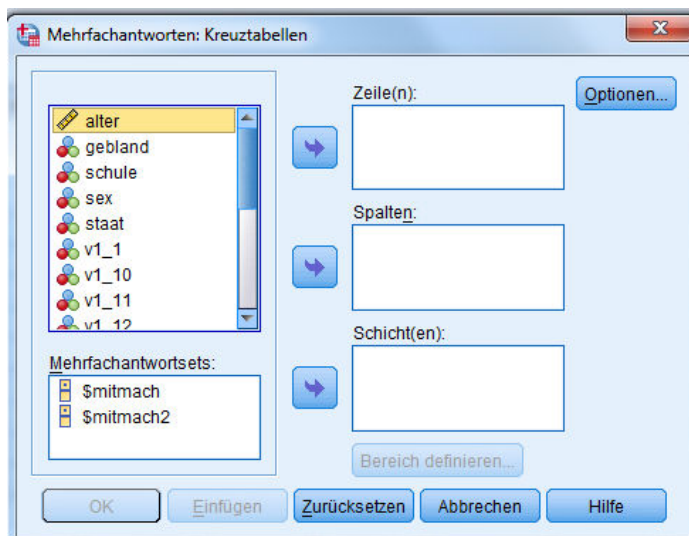 Mehrfachantworten: Kreuztabellen
alter
gebland
schule
sex
staat
v1_1
v1_10
v1_11
v1_12
Mehrfachantwortsets:
$mitmach
$mitmach2
Zeile(n):
Spalten:
Schicht(en):
Bereich definieren...
Optionen...
OK
Einfügen
Zurücksetzen
Abbrechen
Hilfe